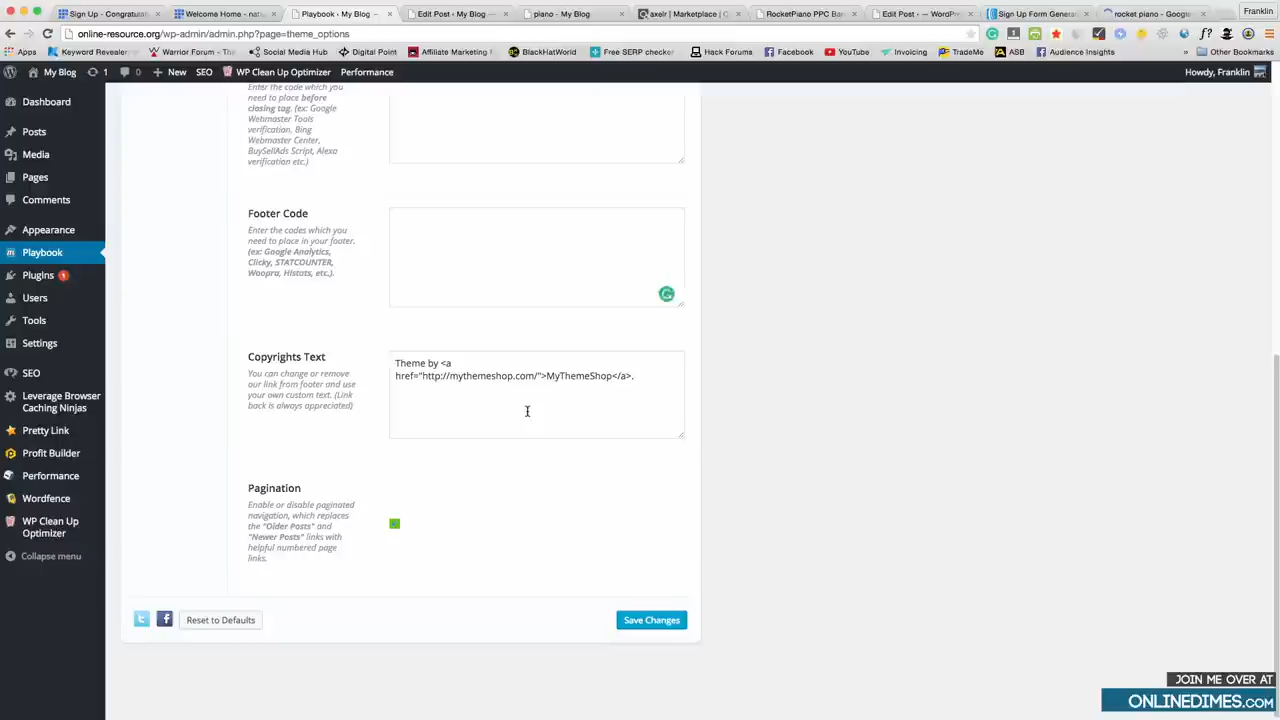 Sign Up - Congratulat
Welcome Home - nati
Playbook ‹ My Blog —
Edit Post ‹ My Blog —
piano - My Blog
axelr | Marketplace | C
RocketPiano PPC Ban
Edit Post ‹ — WordPre
Sign Up Form Generat
rocket piano - Google
Franklin
online-resource.org/wp-admin/admin.php?page=theme_options
Apps
Keyword Revealer
Warrior Forum - The
Social Media Hub
Digital Point
Affiliate Marketing
BlackHatWorld
Free SERP checker
Hack Forums
Facebook
YouTube
Invoicing
TradeMe
ASB
Audience Insights
»
Other Bookmarks
My Blog
1
0
New
SEO
WP Clean Up Optimizer
Performance
Howdy, Franklin
Dashboard
Posts
Media
Pages
Comments
Appearance
Playbook
Plugins 1
Users
Tools
Settings
SEO
Leverage Browser
Caching Ninjas
Pretty Link
Profit Builder
Performance
Wordfence
WP Clean Up
Optimizer
Collapse menu
Enter the code which you
need to place before
closing tag. (ex: Google
Webmaster Tools
verification, Bing
Webmaster Center,
BuySellAds Script, Alexa
verification etc.)
Footer Code
Enter the codes which you
need to place in your footer.
(ex: Google Analytics,
Clicky, STATCOUNTER,
Woopra, Histats, etc.).
Copyrights Text
You can change or remove
our link from footer and use
your own custom text. (Link
back is always appreciated)
Theme by <a
href="http://mythemeshop.com/">MyThemeShop</a>.
Pagination
Enable or disable paginated
navigation, which replaces
the "Older Posts" and
"Newer Posts" links with
helpful numbered page
links.
Reset to Defaults
Save Changes
JOIN ME OVER AT
ONLINEDIMES.COM